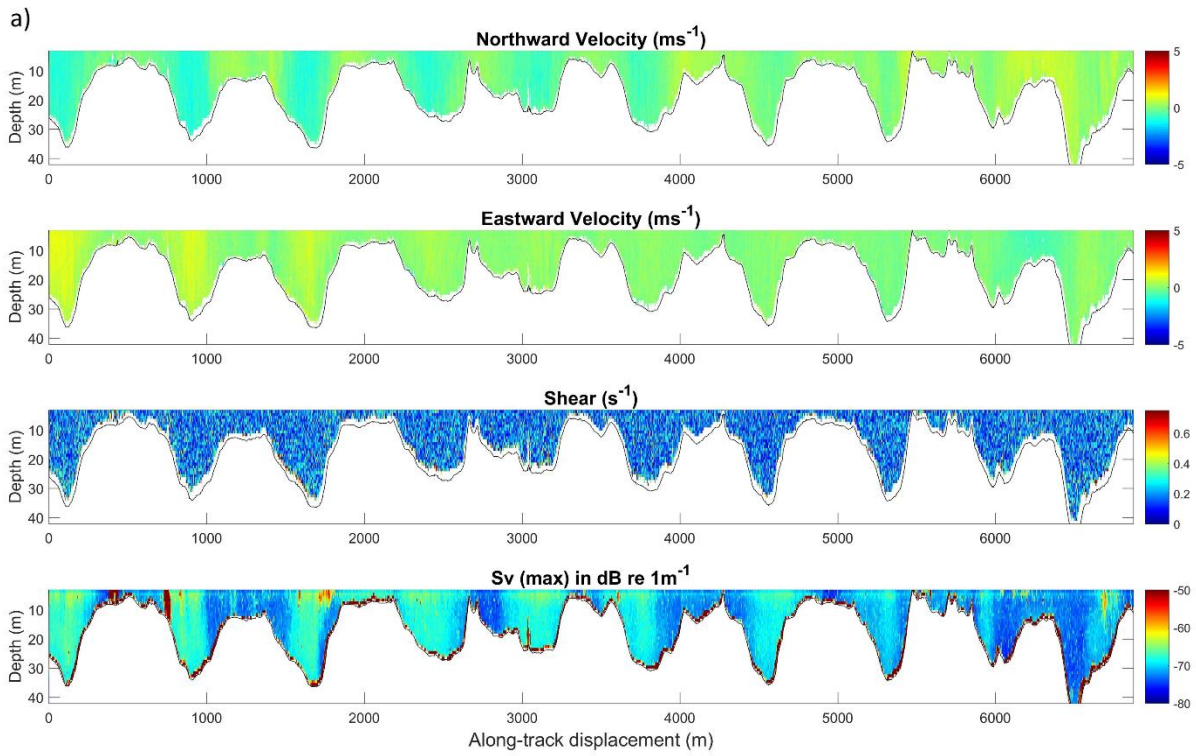 a)
Northward Velocity (ms⁻¹)
Depth (m)
10
20
30
40
0 1000 2000 3000 4000 5000 6000
5
0
-5
Eastward Velocity (ms⁻¹)
Depth (m)
10
20
30
40
0 1000 2000 3000 4000 5000 6000
5
0
-5
Shear (s⁻¹)
Depth (m)
10
20
30
40
0 1000 2000 3000 4000 5000 6000
0.6
0.4
0.2
0
Sv (max) in dB re 1m⁻¹
Depth (m)
10
20
30
40
0 1000 2000 3000 4000 5000 6000
-50
-60
-70
-80
Along-track displacement (m)